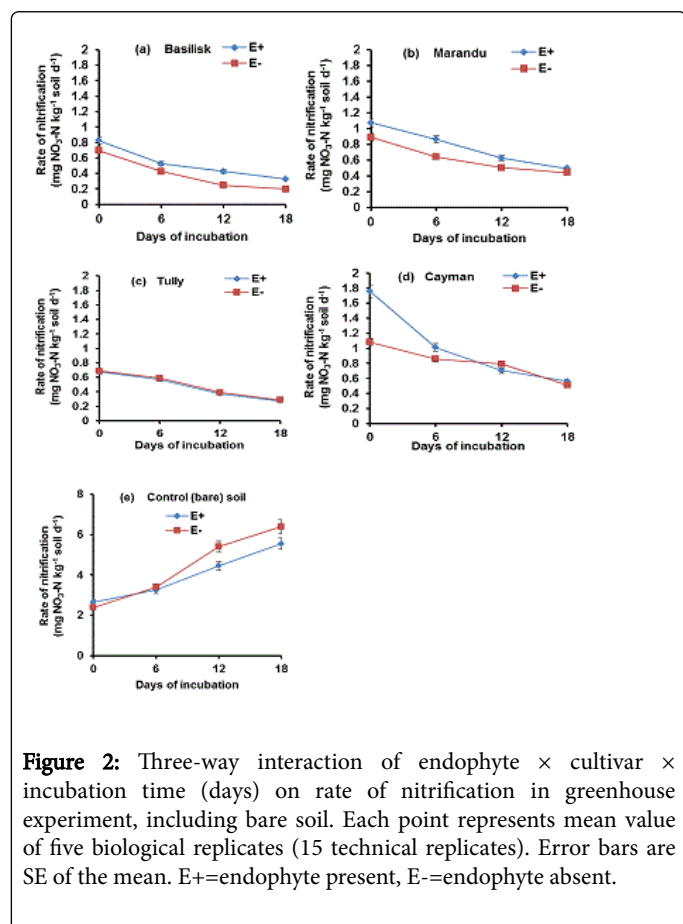 (a) Basilisk
E+
E-
Rate of nitrification
(mg NO₃-N kg⁻¹ soil d⁻¹)
2
1.8
1.6
1.4
1.2
1
0.8
0.6
0.4
0.2
0
0 6 12 18
Days of incubation
(b) Marandu
E+
E-
Rate of nitrification
(mg NO₃-N kg⁻¹ soil d⁻¹)
2
1.8
1.6
1.4
1.2
1
0.8
0.6
0.4
0.2
0
0 6 12 18
Days of incubation
(c) Tully
E+
E-
Rate of nitrification
(mg NO₃-N kg⁻¹ soil d⁻¹)
2
1.8
1.6
1.4
1.2
1
0.8
0.6
0.4
0.2
0
0 6 12 18
Days of incubation
(d) Cayman
E+
E-
Rate of nitrification
(mg NO₃-N kg⁻¹ soil d⁻¹)
2
1.8
1.6
1.4
1.2
1
0.8
0.6
0.4
0.2
0
0 6 12 18
Days of incubation
(e) Control (bare) soil
E+
E-
Rate of nitrification
(mg NO₃-N kg⁻¹ soil d⁻¹)
8
6
4
2
0
0 6 12 18
Days of incubation
Figure 2: Three-way interaction of endophyte × cultivar ×
incubation time (days) on rate of nitrification in greenhouse
experiment, including bare soil. Each point represents mean value
of five biological replicates (15 technical replicates). Error bars are
SE of the mean. E+=endophyte present, E-=endophyte absent.